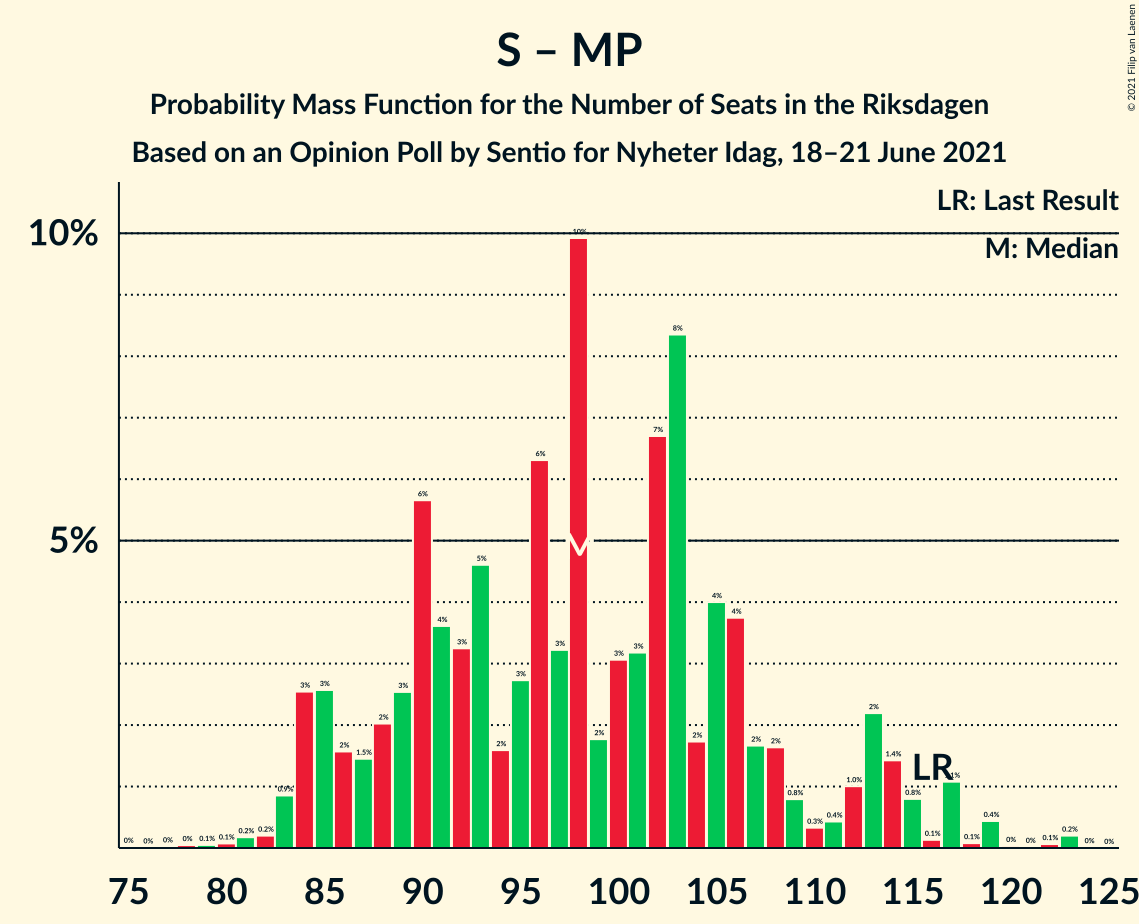 S – MP
Probability Mass Function for the Number of Seats in the Riksdagen
Based on an Opinion Poll by Sentio for Nyheter Idag, 18–21 June 2021
© 2021 Filip van Laenen
LR: Last Result
M: Median
10%
5%
0% 0% 0% 0% 0.1% 0.1% 0.2% 0.2% 0.9% 3% 3% 2% 1.5% 2% 3% 6% 4% 3% 5% 2% 3% 6% 3% 10% 2% 3% 3% 7% 8% 2% 4% 4% 2% 2% 0.8% 0.3% 0.4% 1.0% 2% 1.4% 0.8% 0.1% 1% 0.1% 0.4% 0% 0% 0.1% 0.2% 0% 0%
M
LR
75 80 85 90 95 100 105 110 115 120 125